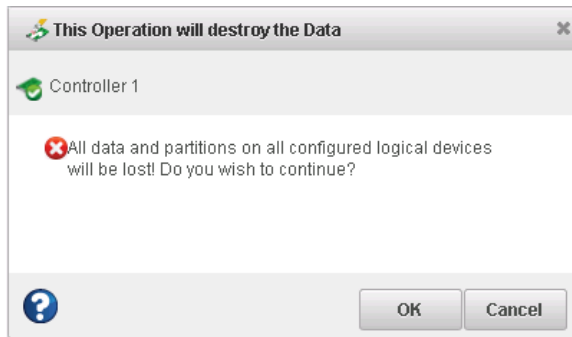 This Operation will destroy the Data
Controller 1
All data and partitions on all configured logical devices
will be lost! Do you wish to continue?
OK
Cancel